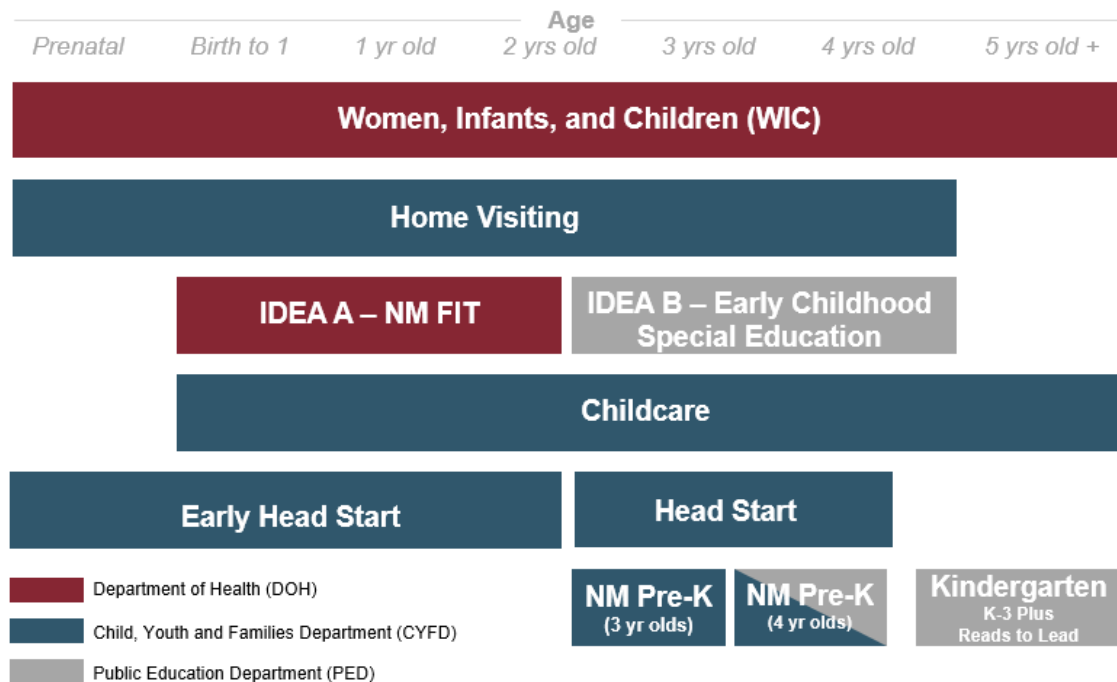 Age
Prenatal
Birth to 1
1 yr old
2 yrs old
3 yrs old
4 yrs old
5 yrs old +
Women, Infants, and Children (WIC)
Home Visiting
IDEA A – NM FIT
IDEA B – Early Childhood
Special Education
Childcare
Early Head Start
Head Start
NM Pre-K
(3 yr olds)
NM Pre-K
(4 yr olds)
Kindergarten
K-3 Plus
Reads to Lead
Department of Health (DOH)
Child, Youth and Families Department (CYFD)
Public Education Department (PED)